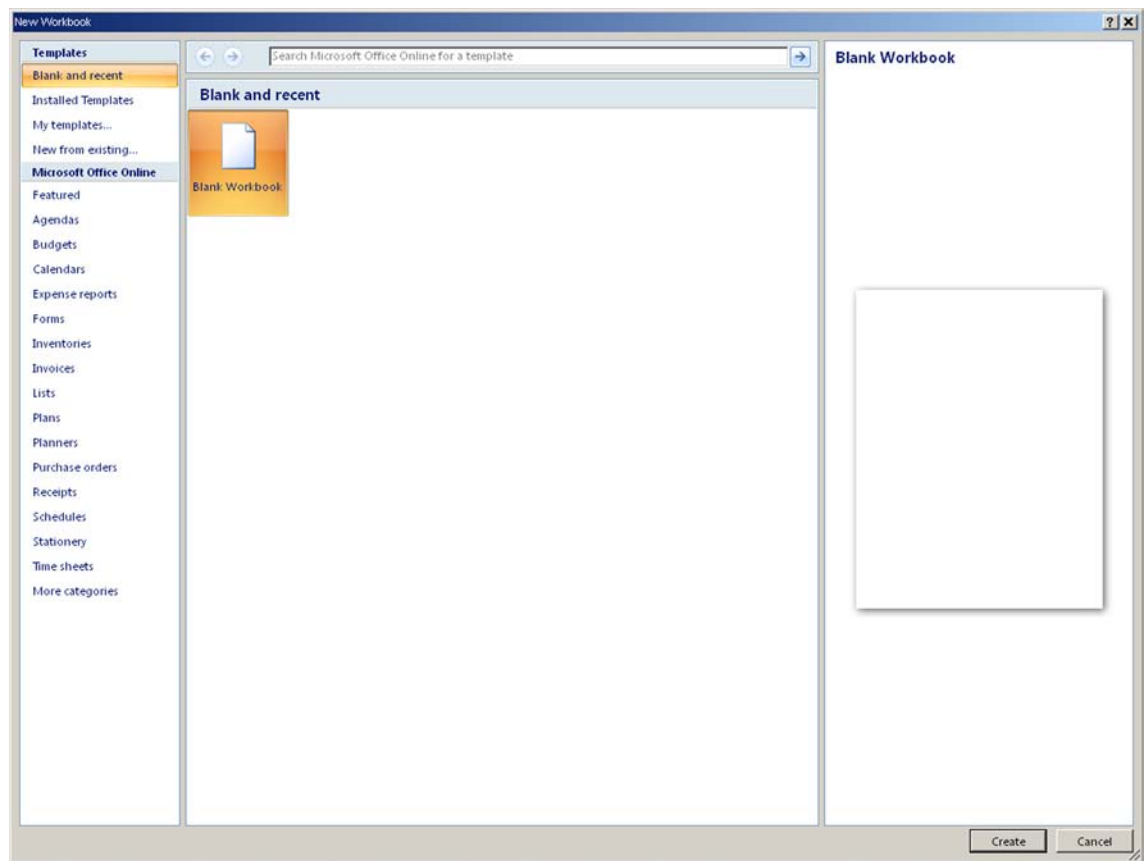 New Workbook
Templates
Blank and recent
Installed Templates
My templates...
New from existing...
Microsoft Office Online
Featured
Agendas
Budgets
Calendars
Expense reports
Forms
Inventories
Invoices
Lists
Plans
Planners
Purchase orders
Receipts
Schedules
Stationery
Time sheets
More categories
Search Microsoft Office Online for a template
Blank and recent
Blank Workbook
Blank Workbook
Create
Cancel